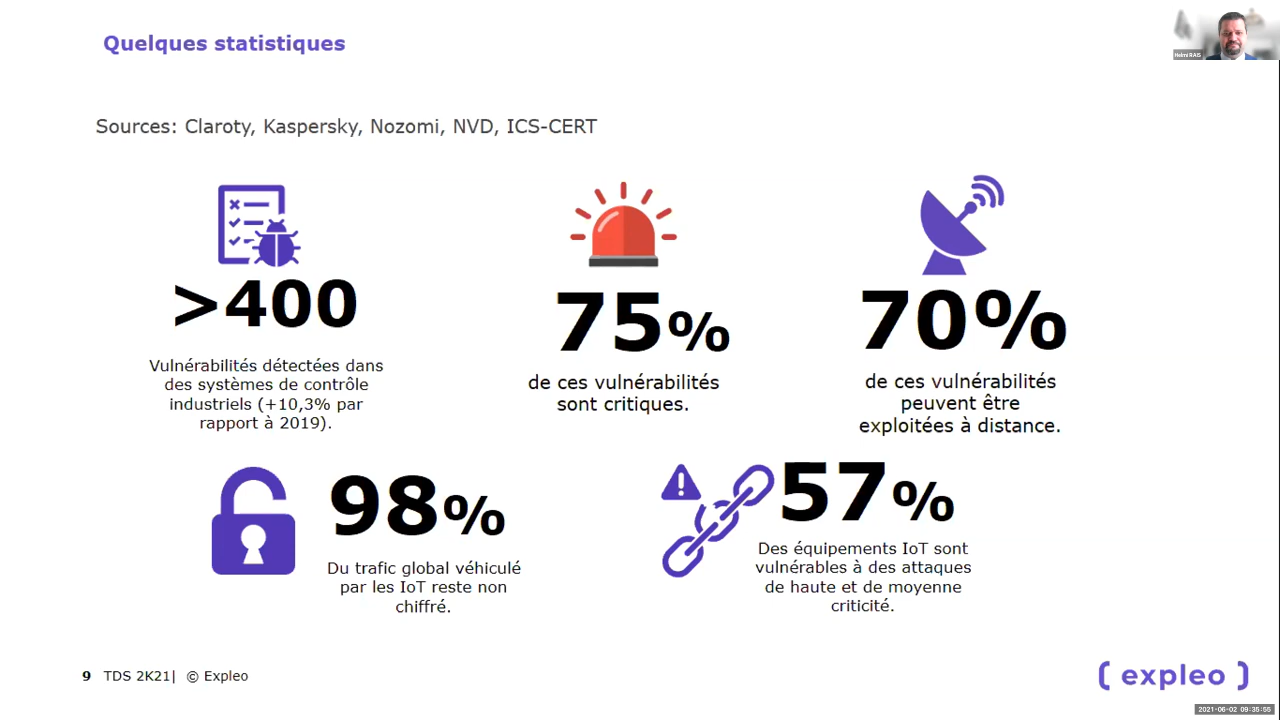 Quelques statistiques
Helmi RAIS
Sources: Claroty, Kaspersky, Nozomi, NVD, ICS-CERT
>400
Vulnérabilités détectées dans
des systèmes de contrôle
industriels (+10,3% par
rapport à 2019).
75%
de ces vulnérabilités
sont critiques.
70%
de ces vulnérabilités
peuvent être
exploitées à distance.
98%
Du trafic global véhiculé
par les IoT reste non
chiffré.
57%
Des équipements IoT sont
vulnérables à des attaques
de haute et de moyenne
criticité.
9 TDS 2K21| © Expleo
( expleo )
2021-06-02 09:35:55